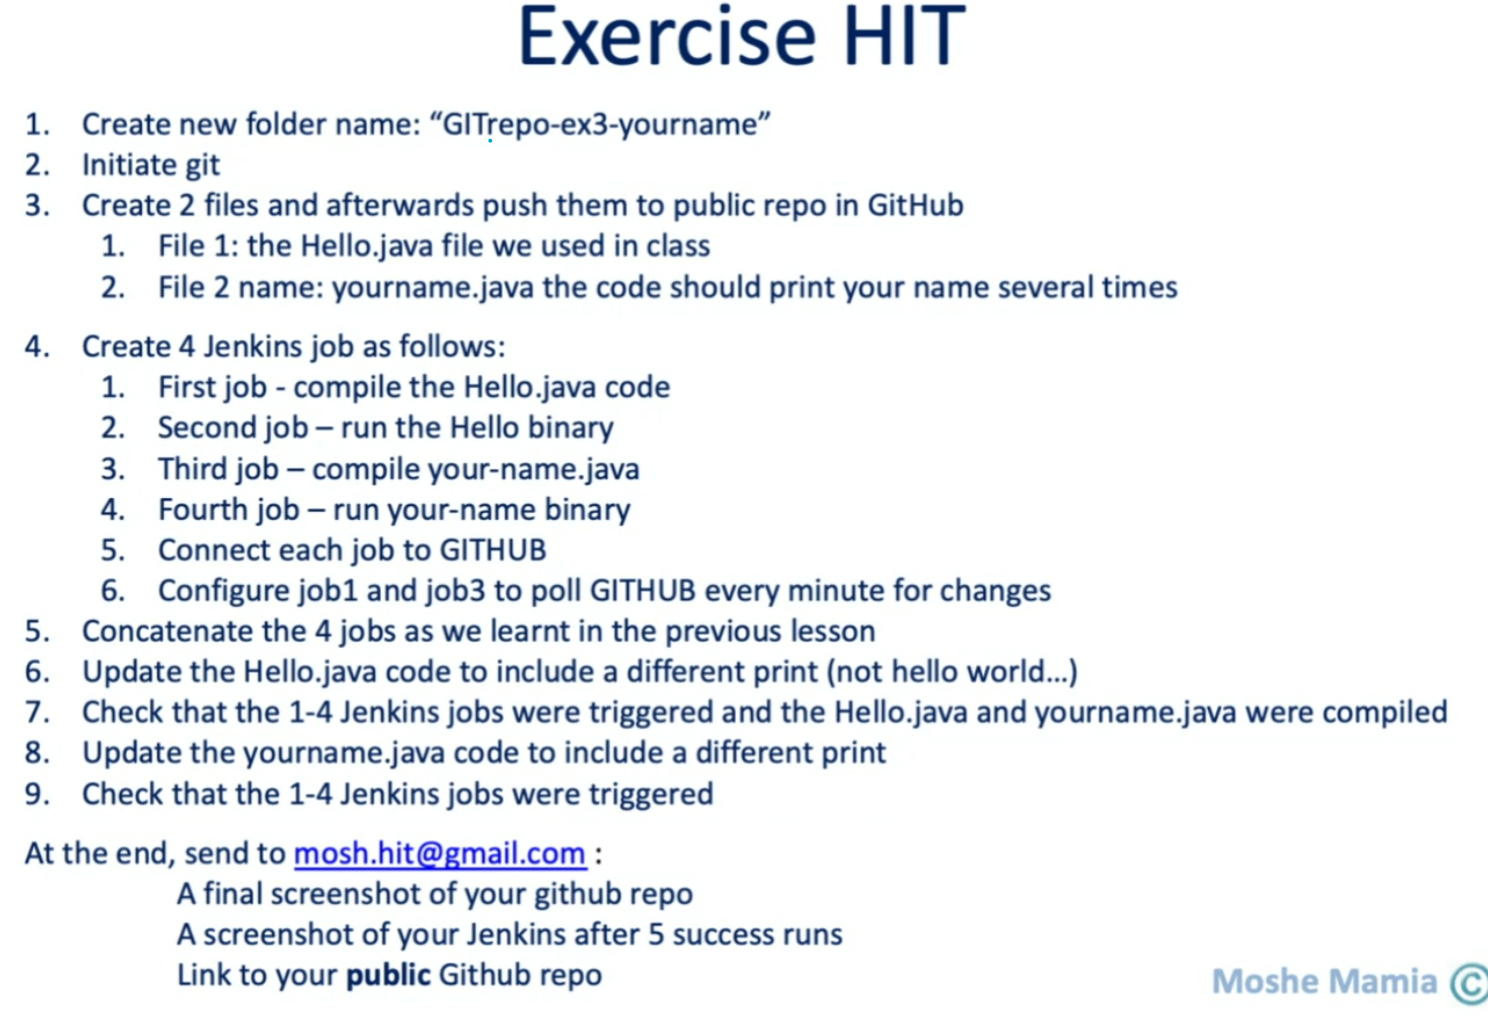 Exercise HIT
1. Create new folder name: “GITrepo-ex3-yourname”
2. Initiate git
3. Create 2 files and afterwards push them to public repo in GitHub
1. File 1: the Hello.java file we used in class
2. File 2 name: yourname.java the code should print your name several times
4. Create 4 Jenkins job as follows:
1. First job - compile the Hello.java code
2. Second job – run the Hello binary
3. Third job – compile your-name.java
4. Fourth job – run your-name binary
5. Connect each job to GITHUB
6. Configure job1 and job3 to poll GITHUB every minute for changes
5. Concatenate the 4 jobs as we learnt in the previous lesson
6. Update the Hello.java code to include a different print (not hello world...)
7. Check that the 1-4 Jenkins jobs were triggered and the Hello.java and yourname.java were compiled
8. Update the yourname.java code to include a different print
9. Check that the 1-4 Jenkins jobs were triggered
At the end, send to mosh.hit@gmail.com :
A final screenshot of your github repo
A screenshot of your Jenkins after 5 success runs
Link to your public Github repo
Moshe Mamia ©